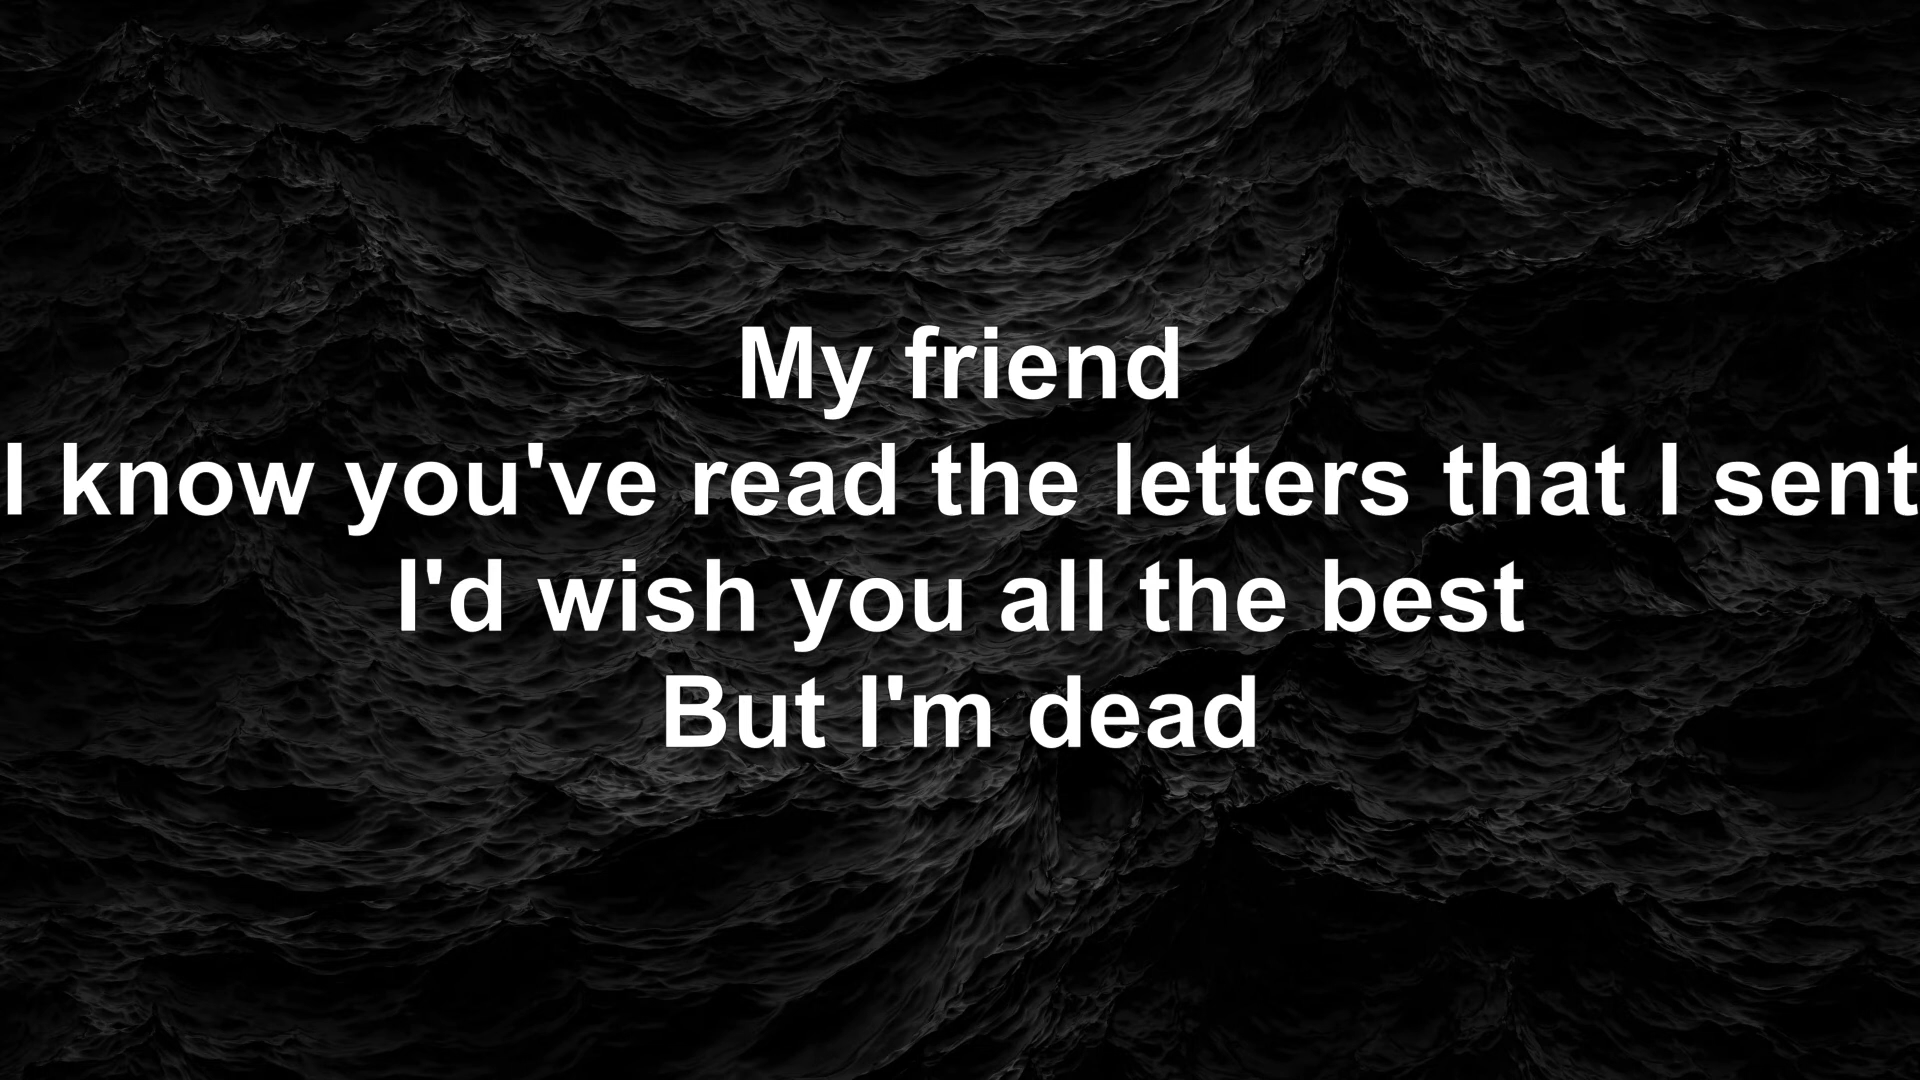 My friend
I know you've read the letters that I sent
I'd wish you all the best
But I'm dead